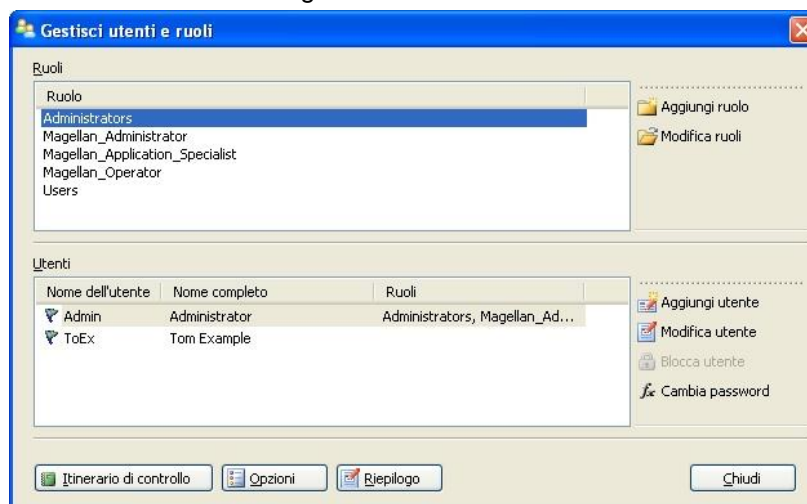 Gestisci utenti e ruoli
Ruoli
Ruolo
Administrators
Magellan_Administrator
Magellan_Application_Specialist
Magellan_Operator
Users
Aggiungi ruolo
Modifica ruoli
Utenti
Nome dell'utente Nome completo Ruoli
Admin Administrator Administrators, Magellan_Ad...
ToEx Tom Example
Aggiungi utente
Modifica utente
Blocca utente
fx Cambia password
Itinerario di controllo Opzioni Riepilogo Chiudi